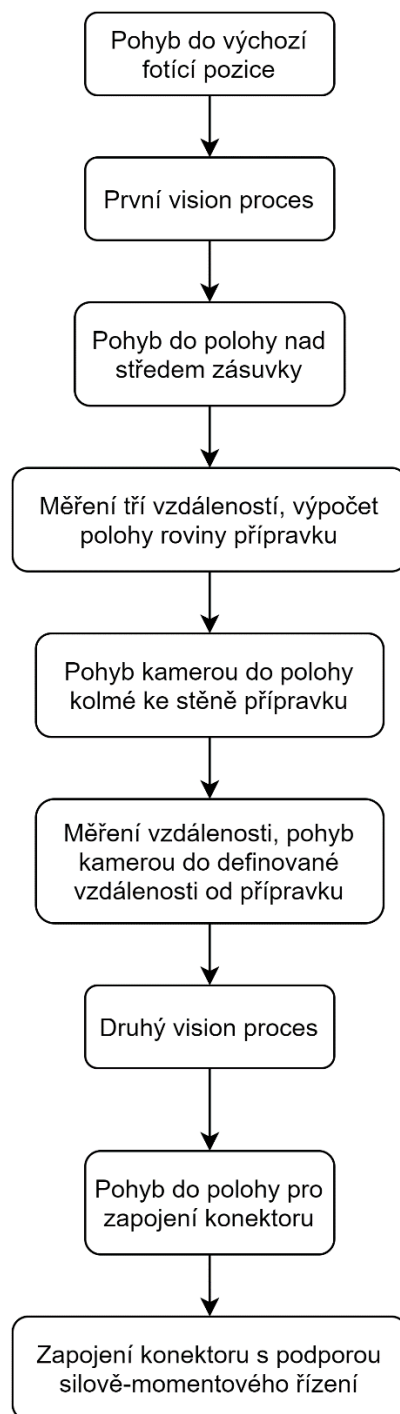 Pohyb do výchozí
fotící pozice
První vision proces
Pohyb do polohy nad
středem zásuvky
Měření tří vzdáleností, výpočet
polohy roviny přípravku
Pohyb kamerou do polohy
kolmé ke stěně přípravku
Měření vzdálenosti, pohyb
kamerou do definované
vzdálenosti od přípravku
Druhý vision proces
Pohyb do polohy pro
zapojení konektoru
Zapojení konektoru s podporou
silově-momentového řízení